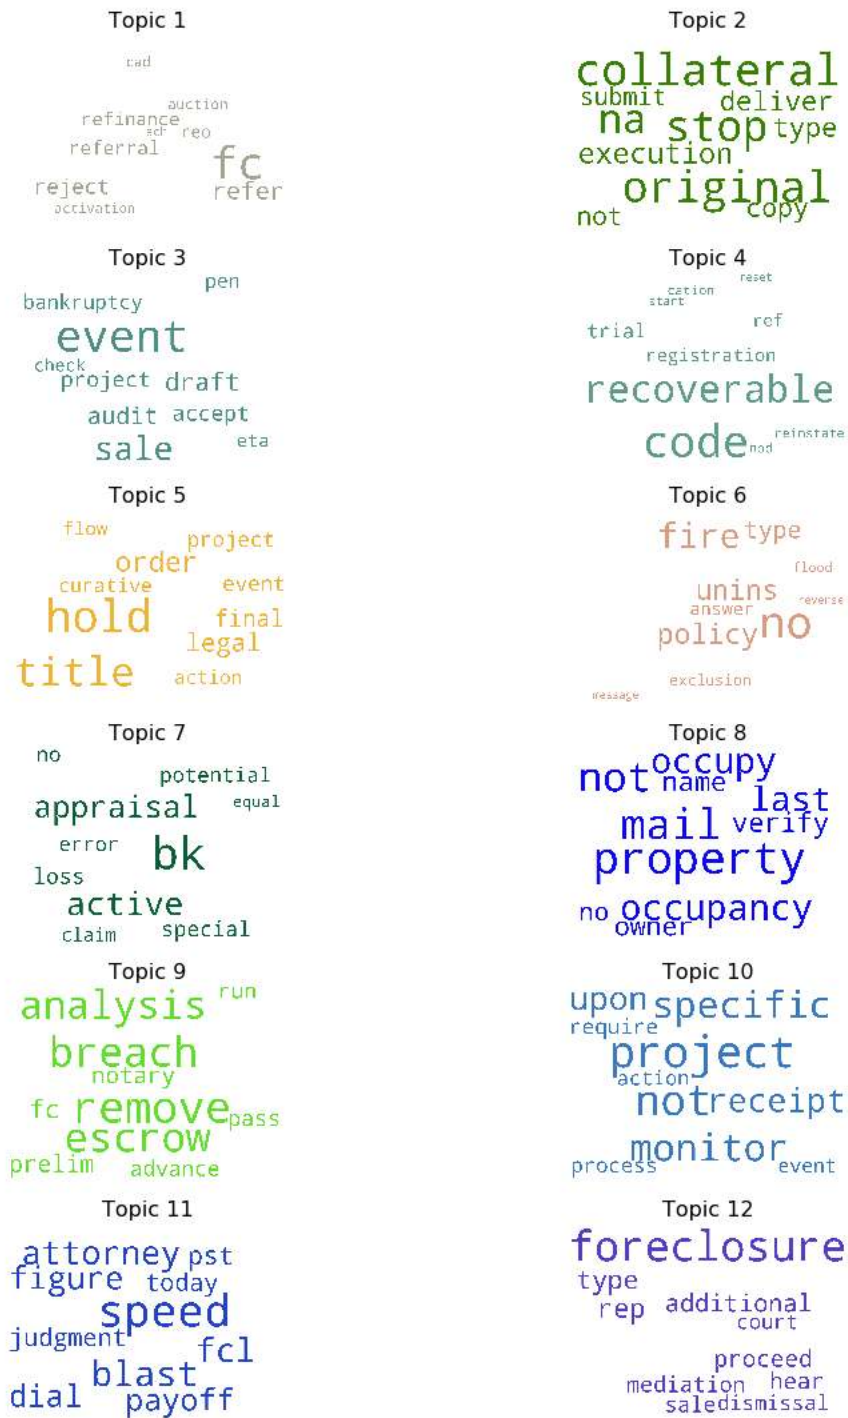 Topic 1
cad
auction
refinance
sch reo
referral
fc
reject
refer
activation
Topic 2
collateral
submit
deliver
na
stop type
execution
original
copy
not
Topic 3
pen
bankruptcy
event
check
project draft
audit accept
sale
eta
Topic 4
reset
cation
start
ref
trial
registration
recoverable
code
nod
reinstate
Topic 5
flow
project
order
curative
event
hold
final
legal
title
action
Topic 6
fire type
flood
unins
reverse
answer
policy no
exclusion
message
Topic 7
no
potential
appraisal
equal
error
bk
loss
active
claim
special
Topic 8
not occupy
name
last
mail verify
property
no occupancy
owner
Topic 9
analysis run
breach
notary
fc remove pass
escrow
prelim advance
Topic 10
upon specific
require
project
action
not receipt
monitor
process event
Topic 11
attorney pst
figure today
speed
judgment
fcl
blast
dial payoff
Topic 12
foreclosure
type
rep additional
court
proceed
mediation hear
sale dismissal